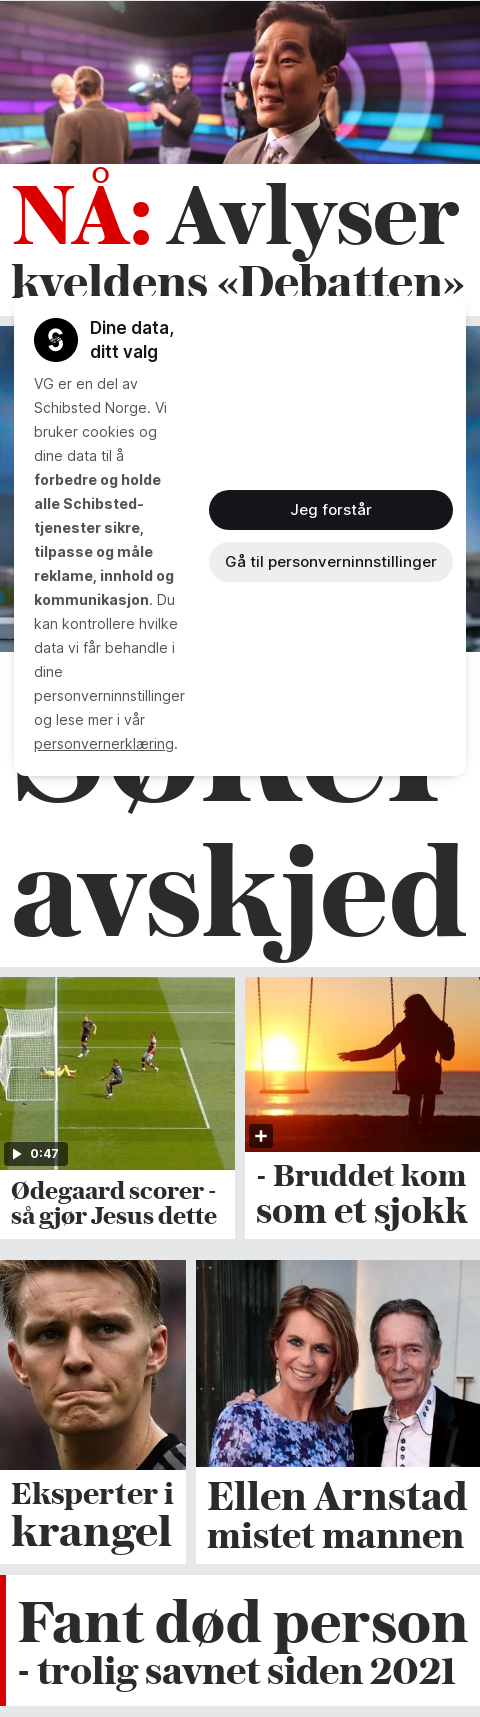 NÅ: Avlyser
kveldens «Debatten»
Dine data,
ditt valg
VG er en del av
Schibsted Norge. Vi
bruker cookies og
dine data til å
forbedre og holde
alle Schibsted-
tjenester sikre,
tilpasse og måle
reklame, innhold og
kommunikasjon. Du
kan kontrollere hvilke
data vi får behandle i
dine
personverninnstillinger
og lese mer i vår
personvernerklæring.
Jeg forstår
Gå til personverninnstillinger
Søker
avskjed
0:47
Ødegaard scorer -
så gjør Jesus dette
- Bruddet kom
som et sjokk
Eksperter i
krangel
Ellen Arnstad
mistet mannen
Fant død person
- trolig savnet siden 2021